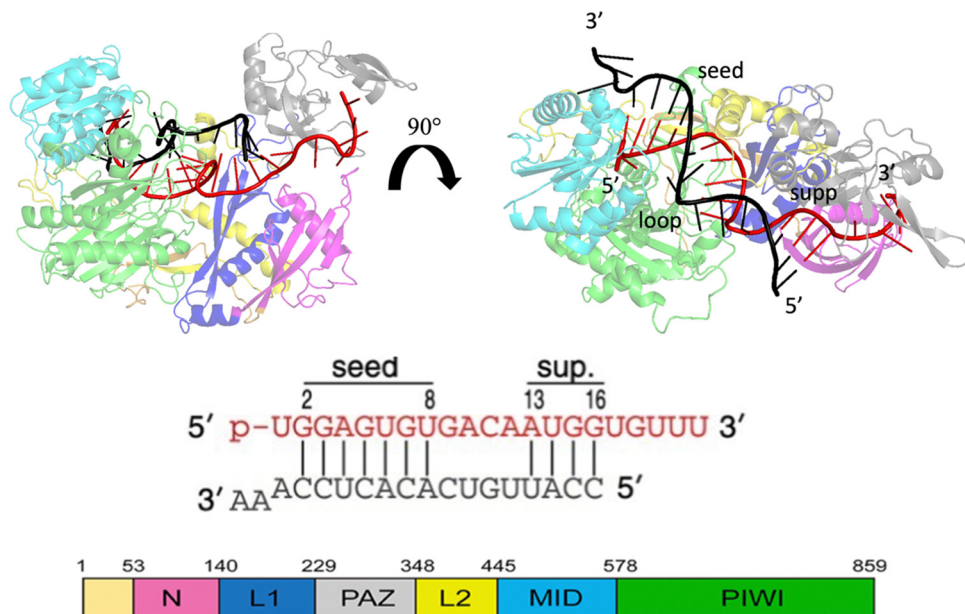 3′
seed
90°
5′
loop
supp
3′
5′
seed sup.
2 8 13 16
5′ p-UGGAGUGUGACAAUGGUGUUU 3′
3′ AAACCUCACACUGUUACC 5′
1 53 140 229 348 445 578 859
N L1 PAZ L2 MID PIWI